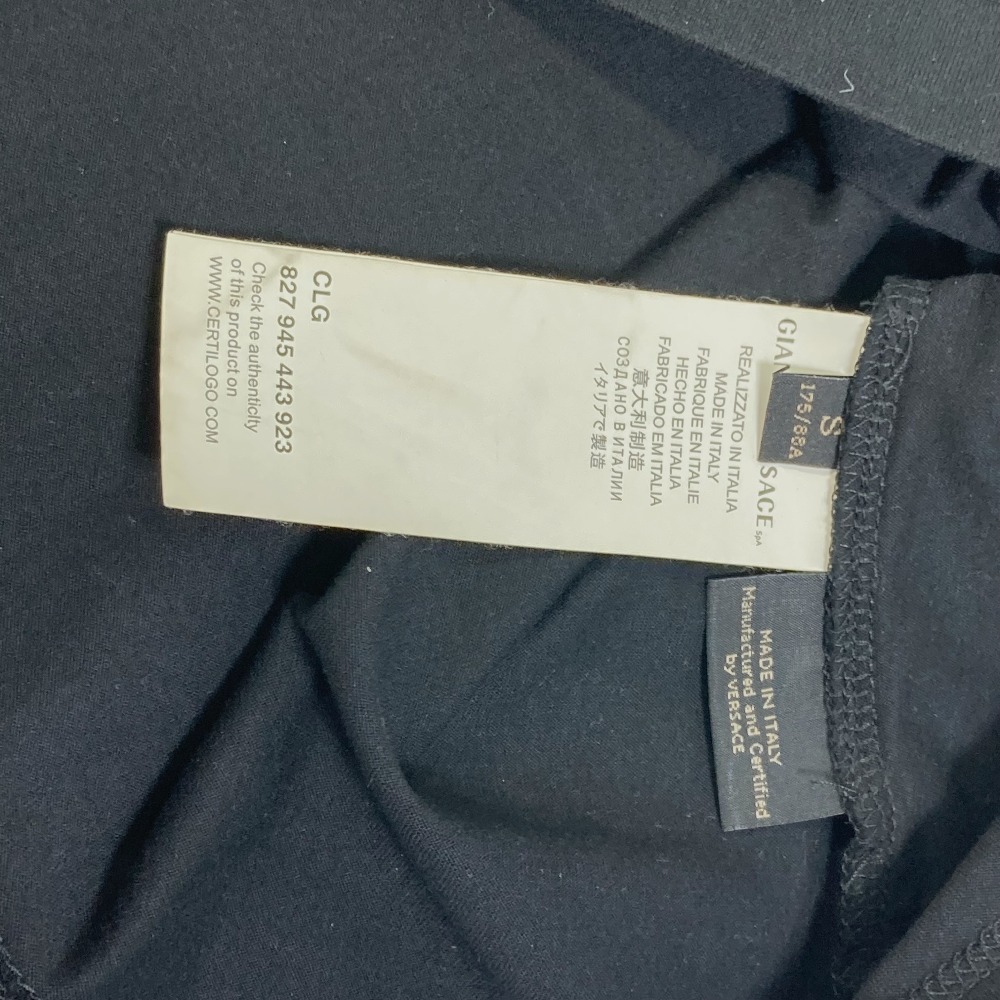 S
175/88A
GIAN SACE SpA
REALIZZATO IN ITALIA
MADE IN ITALY
FABRIQUE EN ITALIE
HECHO EN ITALIA
FABRICADO EM ITALIA
意大利制造
СОЗДАНО В ИТАЛИИ
イタリアで製造
CLG
827 945 443 923
Check the authenticity
of this product on
WWW.CERTILOGO.COM
MADE IN ITALY
Manufactured and Certified
by VERSACE